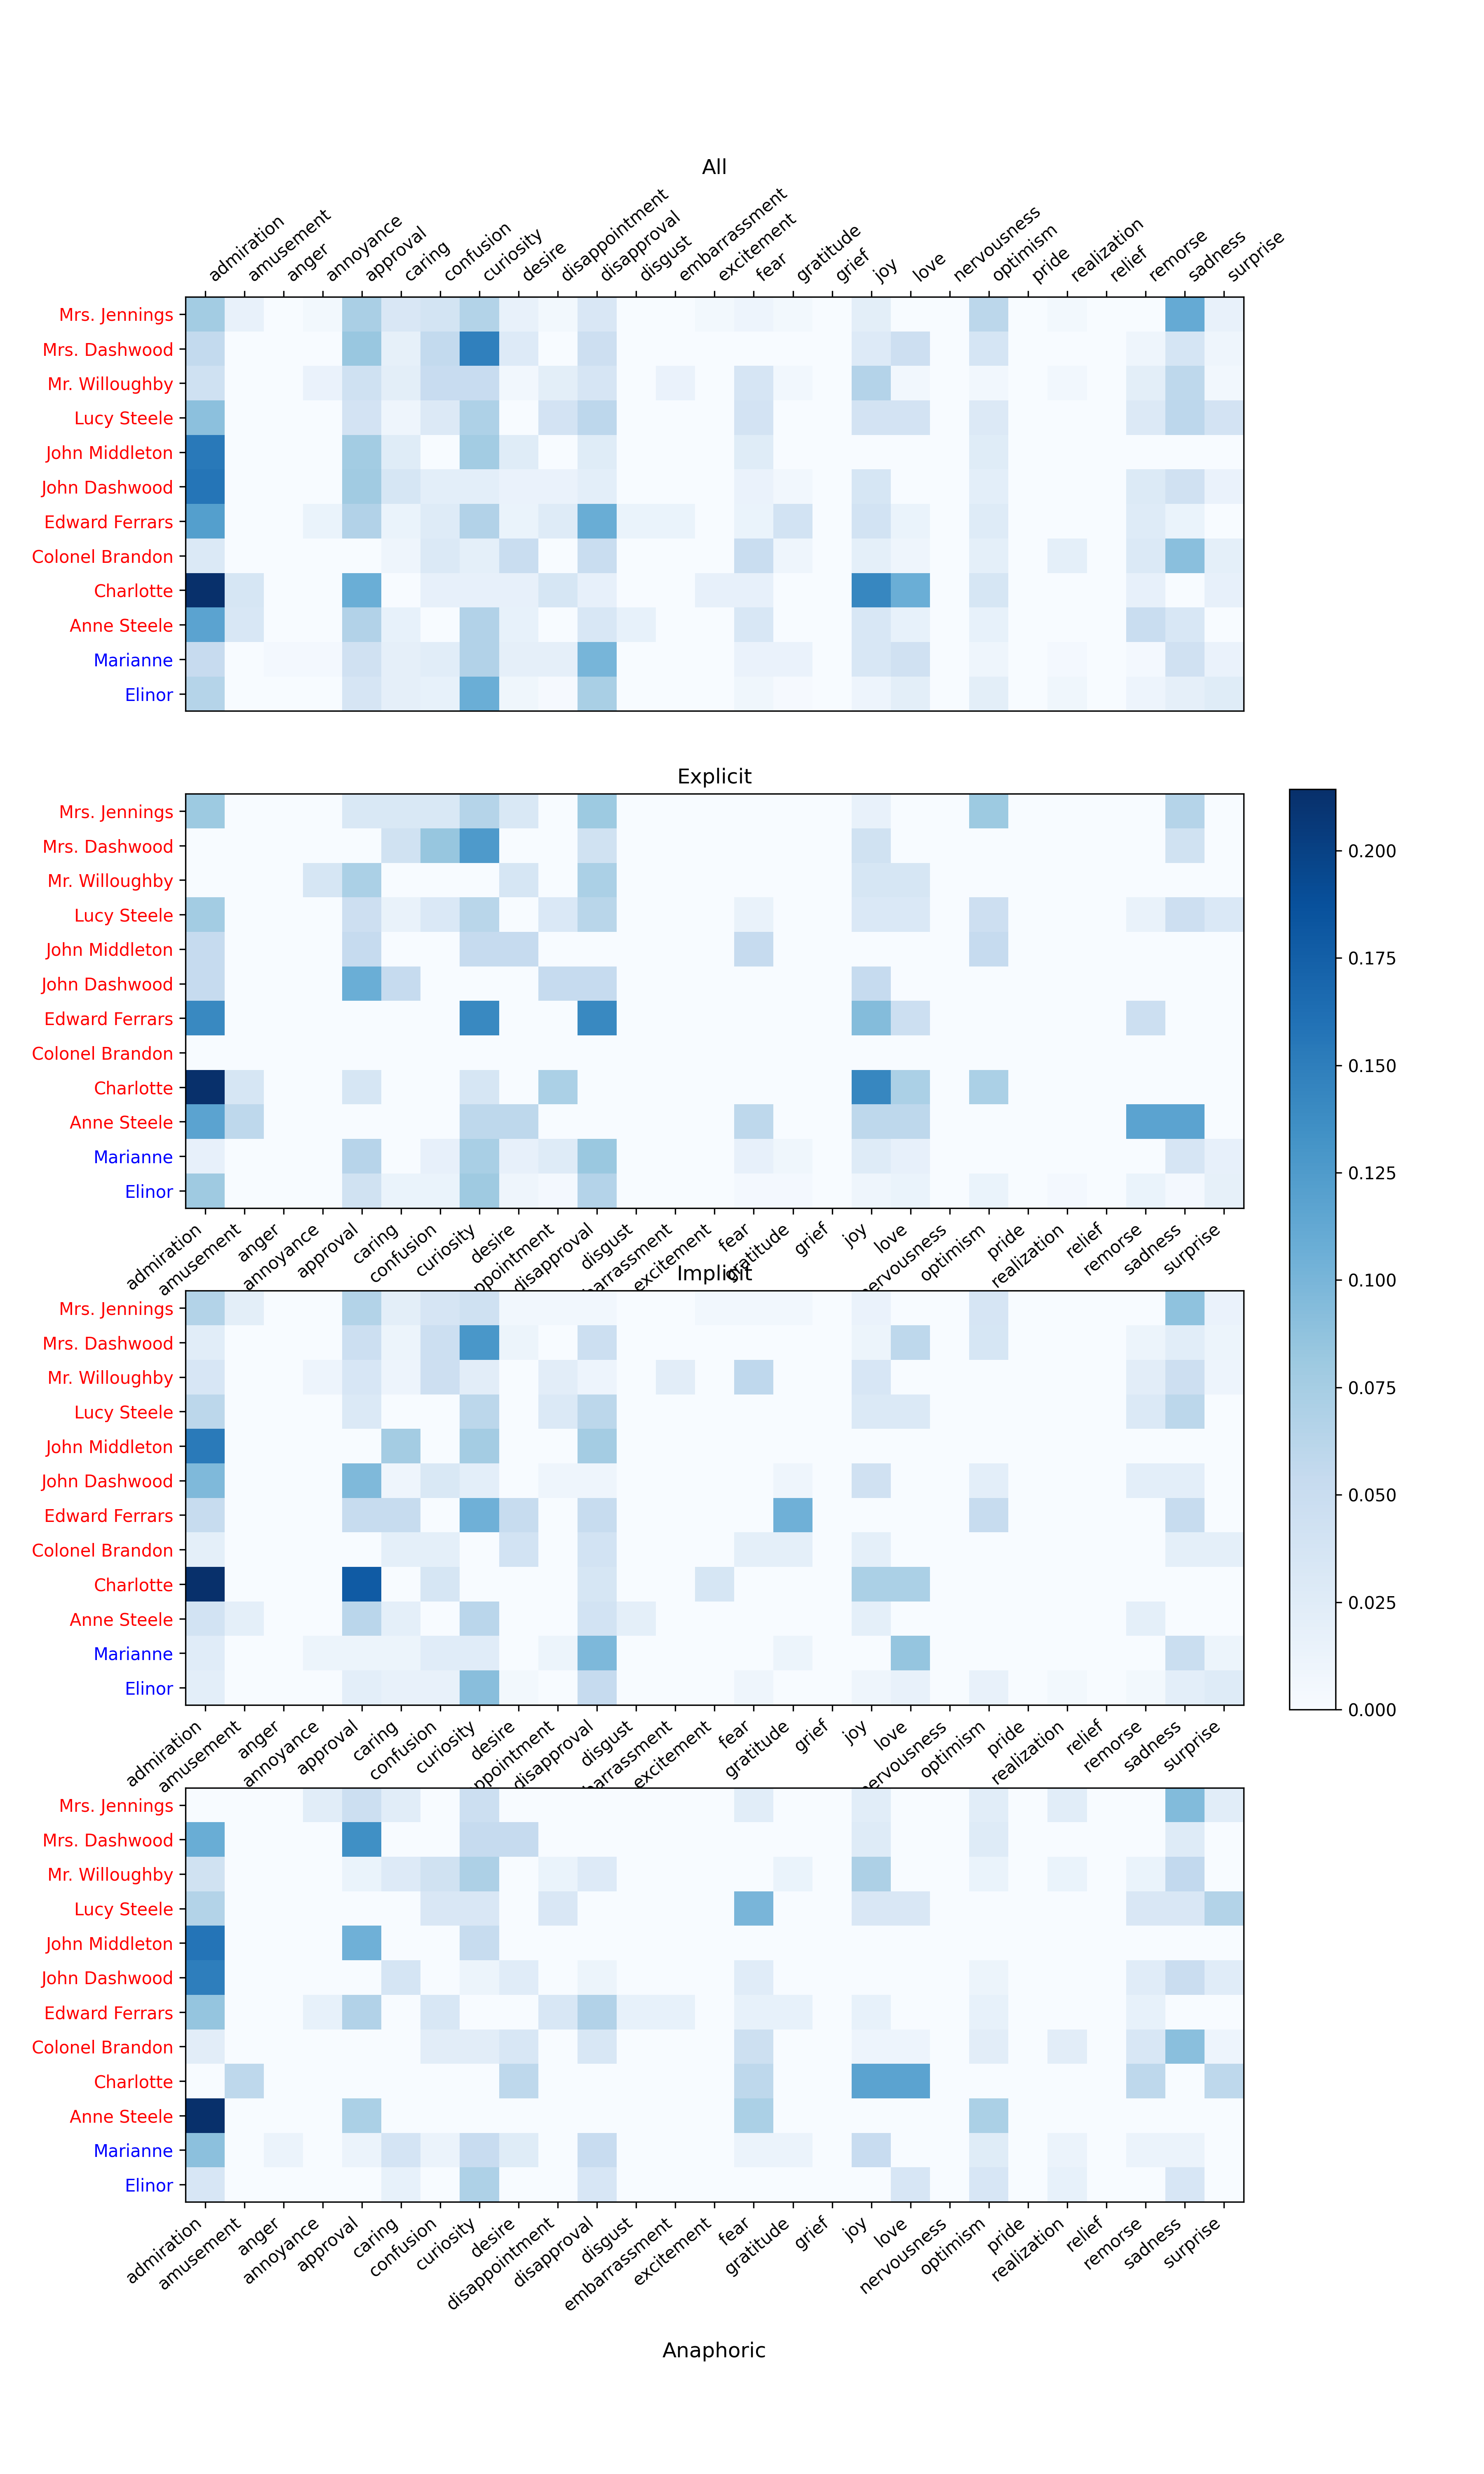 All
admiration
amusement
anger
annoyance
approval
caring
confusion
curiosity
desire
disappointment
disapproval
disgust
embarrassment
excitement
fear
gratitude
grief
joy
love
nervousness
optimism
pride
realization
relief
remorse
sadness
surprise
Mrs. Jennings
Mrs. Dashwood
Mr. Willoughby
Lucy Steele
John Middleton
John Dashwood
Edward Ferrars
Colonel Brandon
Charlotte
Anne Steele
Marianne
Elinor
Explicit
Mrs. Jennings
Mrs. Dashwood
Mr. Willoughby
Lucy Steele
John Middleton
John Dashwood
Edward Ferrars
Colonel Brandon
Charlotte
Anne Steele
Marianne
Elinor
admiration
amusement
anger
annoyance
approval
caring
confusion
curiosity
desire
ppointment
disapproval
disgust
barrassment
excitement
fear
gratitude
grief
joy
love
nervousness
optimism
pride
realization
relief
remorse
sadness
surprise
0.200
0.175
0.150
0.125
0.100
0.075
0.050
0.025
0.000
Implicit
Mrs. Jennings
Mrs. Dashwood
Mr. Willoughby
Lucy Steele
John Middleton
John Dashwood
Edward Ferrars
Colonel Brandon
Charlotte
Anne Steele
Marianne
Elinor
admiration
amusement
anger
annoyance
approval
caring
confusion
curiosity
desire
ppointment
disapproval
disgust
barrassment
excitement
fear
gratitude
grief
joy
love
nervousness
optimism
pride
realization
relief
remorse
sadness
surprise
Mrs. Jennings
Mrs. Dashwood
Mr. Willoughby
Lucy Steele
John Middleton
John Dashwood
Edward Ferrars
Colonel Brandon
Charlotte
Anne Steele
Marianne
Elinor
admiration
amusement
anger
annoyance
approval
caring
confusion
curiosity
desire
disappointment
disapproval
disgust
embarrassment
excitement
fear
gratitude
grief
joy
love
nervousness
optimism
pride
realization
relief
remorse
sadness
surprise
Anaphoric